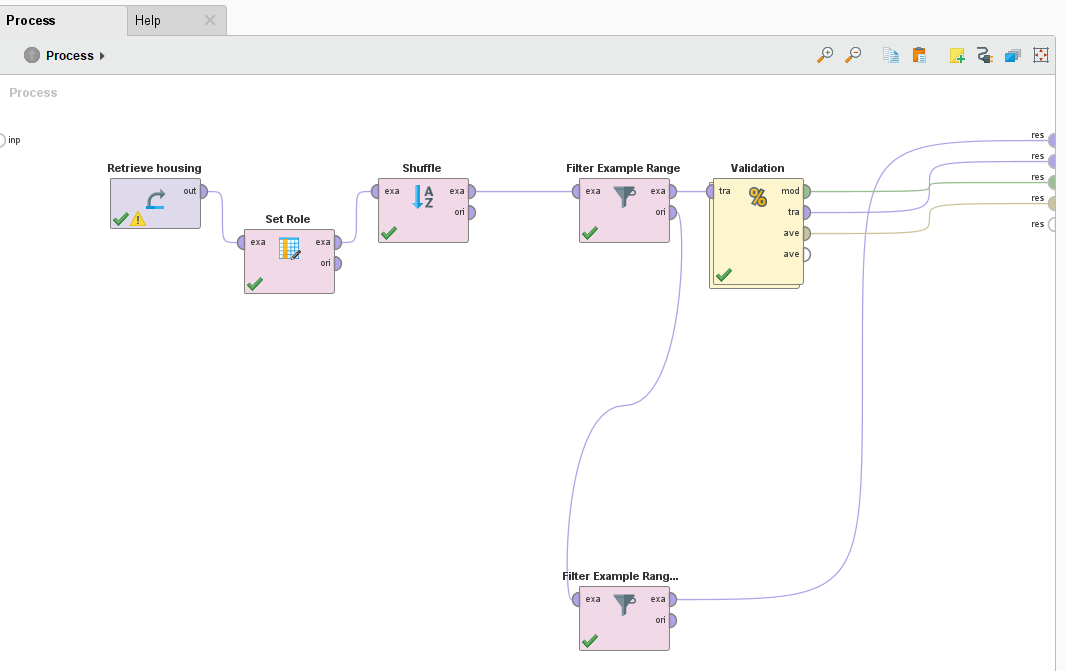 Process
Help
Process
Process
inp
res
res
res
res
res
Retrieve housing
out
Set Role
exa
exa
ori
Shuffle
exa
exa
ori
A
Z
Filter Example Range
exa
exa
ori
Validation
tra
mod
tra
ave
ave
%
Filter Example Rang...
exa
exa
ori